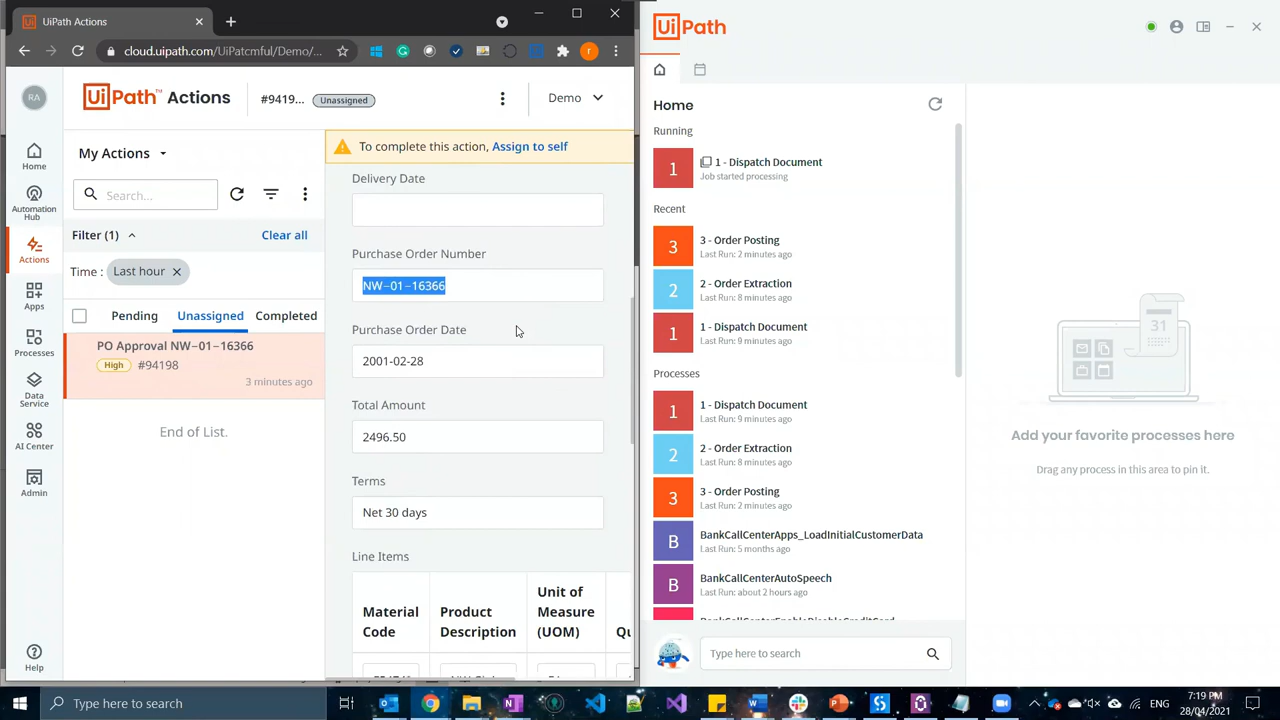 UiPath Actions
cloud.uipath.com/UiPatcmful/Demo/...
r
RA
UiPath™ Actions
#9419...
Unassigned
Demo
Home
Automation
Hub
Actions
Apps
Processes
Data
Service
AI Center
Admin
Help
My Actions
Search...
Filter (1)
Clear all
Time :
Last hour
Pending
Unassigned
Completed
PO Approval NW–01–16366
High
#94198
3 minutes ago
End of List.
To complete this action, Assign to self
Delivery Date
Purchase Order Number
NW–01–16366
Purchase Order Date
2001-02-28
Total Amount
2496.50
Terms
Net 30 days
Line Items
Material
Code
Product
Description
Unit of
Measure
(UOM)
Qu
UiPath
Home
Running
1
1 - Dispatch Document
Job started processing
Recent
3
3 - Order Posting
Last Run: 2 minutes ago
2
2 - Order Extraction
Last Run: 8 minutes ago
1
1 - Dispatch Document
Last Run: 9 minutes ago
Processes
1
1 - Dispatch Document
Last Run: 9 minutes ago
2
2 - Order Extraction
Last Run: 8 minutes ago
3
3 - Order Posting
Last Run: 2 minutes ago
B
BankCallCenterApps_LoadInitialCustomerData
Last Run: 5 months ago
B
BankCallCenterAutoSpeech
Last Run: about 2 hours ago
Type here to search
31
Add your favorite processes here
Drag any process in this area to pin it.
Type here to search
ENG
7:19 PM
28/04/2021